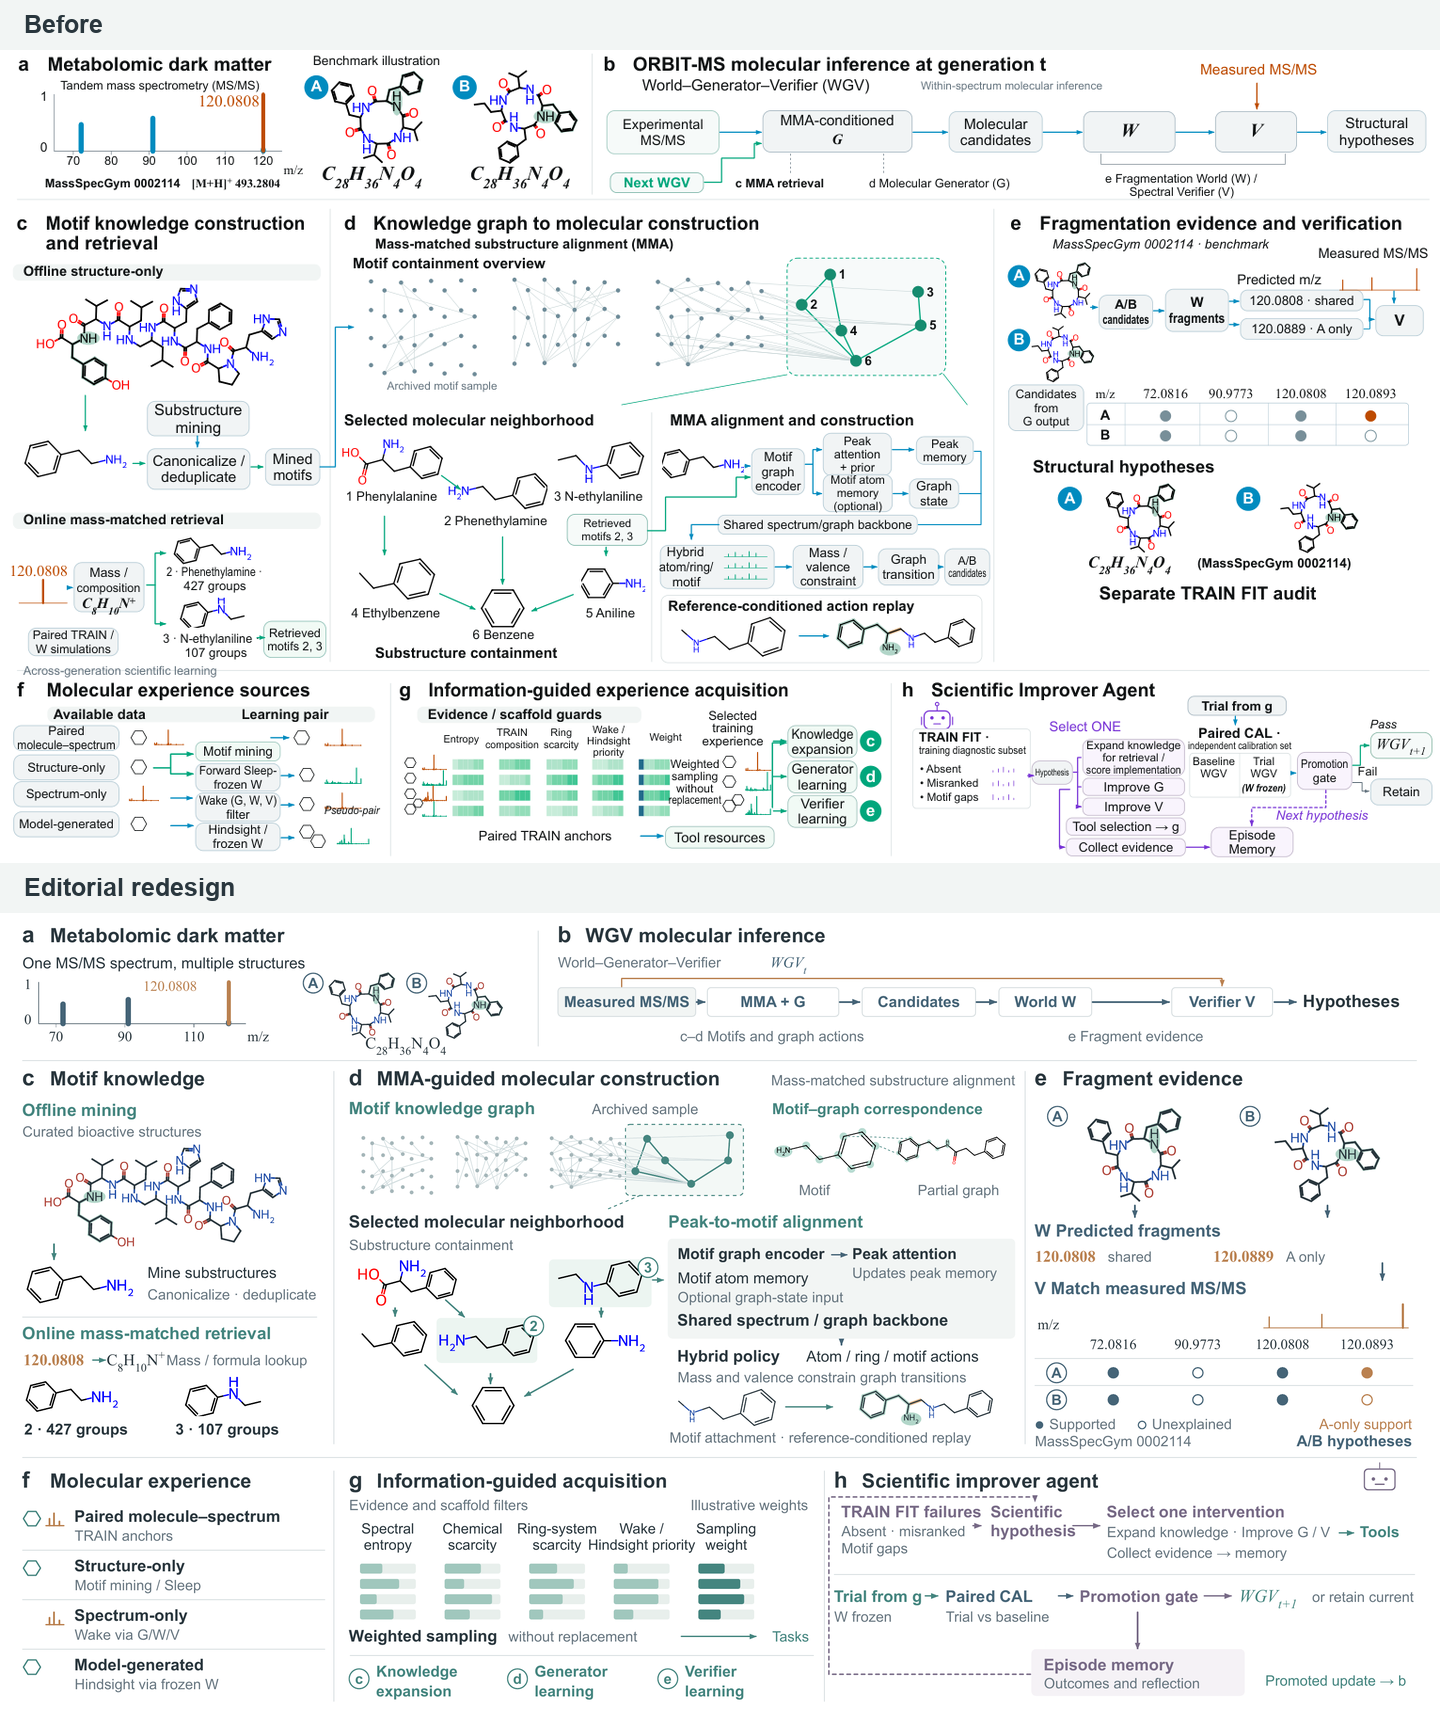 Before
a Metabolomic dark matter
Tandem mass spectrometry (MS/MS)
Benchmark illustration
1
120.0808
0
70 80 90 100 110 120
m/z
MassSpecGym 0002114 [M+H]+ 493.2804
A
B
C28H36N4O4
C28H36N4O4
b ORBIT-MS molecular inference at generation t
World–Generator–Verifier (WGV)
Within-spectrum molecular inference
Measured MS/MS
Experimental
MS/MS
MMA-conditioned
G
Molecular
candidates
W
V
Structural
hypotheses
Next WGV
c MMA retrieval
d Molecular Generator (G)
e Fragmentation World (W) /
Spectral Verifier (V)
c Motif knowledge construction
and retrieval
Offline structure-only
Substructure
mining
Canonicalize /
deduplicate
Mined
motifs
Online mass-matched retrieval
120.0808
Mass /
composition
C8H10N+
2 · Phenethylamine ·
427 groups
3 · N-ethylaniline
107 groups
Paired TRAIN /
W simulations
Retrieved
motifs 2, 3
Across-generation scientific learning
d Knowledge graph to molecular construction
Mass-matched substructure alignment (MMA)
Motif containment overview
1
2
3
4
5
6
Archived motif sample
Selected molecular neighborhood
1 Phenylalanine
2 Phenethylamine
3 N-ethylaniline
Retrieved
motifs 2, 3
4 Ethylbenzene
5 Aniline
6 Benzene
Substructure containment
MMA alignment and construction
Motif
graph
encoder
Peak
attention
+ prior
Peak
memory
Motif atom
memory
(optional)
Graph
state
Shared spectrum/graph backbone
Hybrid
atom/ring/
motif
Mass /
valence
constraint
Graph
transition
A/B
candidates
Reference-conditioned action replay
e Fragmentation evidence and verification
MassSpecGym 0002114 · benchmark
Measured MS/MS
A
B
A/B
candidates
W
fragments
Predicted m/z
120.0808 · shared
120.0889 · A only
V
Candidates
from
G output
m/z 72.0816 90.9773 120.0808 120.0893
A
B
Structural hypotheses
A
B
C28H36N4O4
(MassSpecGym 0002114)
Separate TRAIN FIT audit
f Molecular experience sources
Available data
Learning pair
Paired
molecule–spectrum
Structure-only
Spectrum-only
Model-generated
Motif mining
Forward Sleep-
frozen W
Wake (G, W, V)
filter
Hindsight /
frozen W
Pseudo-pair
g Information-guided experience acquisition
Evidence / scaffold guards
Entropy
TRAIN
composition
Ring
scarcity
Wake /
Hindsight
priority
Weight
Selected
training
experience
Weighted
sampling
without
replacement
Paired TRAIN anchors
Tool resources
Knowledge
expansion
c
Generator
learning
d
Verifier
learning
e
h Scientific Improver Agent
TRAIN FIT ·
training diagnostic subset
• Absent
• Misranked
• Motif gaps
Hypothesis
Select ONE
Expand knowledge
for retrieval /
score implementation
Improve G
Improve V
Tool selection → g
Collect evidence
Trial from g
Paired CAL ·
independent calibration set
Baseline
WGV
Trial
WGV
(W frozen)
Promotion
gate
Pass
WGVt+1
Fail
Retain
Next hypothesis
Episode
Memory
Editorial redesign
a Metabolomic dark matter
One MS/MS spectrum, multiple structures
1
120.0808
0
70 90 110 m/z
A
B
C28H36N4O4
b WGV molecular inference
World–Generator–Verifier WGVt
Measured MS/MS
MMA + G
Candidates
World W
Verifier V
Hypotheses
c–d Motifs and graph actions
e Fragment evidence
c Motif knowledge
Offline mining
Curated bioactive structures
Mine substructures
Canonicalize · deduplicate
Online mass-matched retrieval
120.0808 → C8H10N+ Mass / formula lookup
2 · 427 groups
3 · 107 groups
d MMA-guided molecular construction
Mass-matched substructure alignment
Motif knowledge graph
Archived sample
Motif–graph correspondence
Motif
Partial graph
Selected molecular neighborhood
Substructure containment
3
2
Peak-to-motif alignment
Motif graph encoder → Peak attention
Motif atom memory
Updates peak memory
Optional graph-state input
Shared spectrum / graph backbone
Hybrid policy
Atom / ring / motif actions
Mass and valence constrain graph transitions
Motif attachment · reference-conditioned replay
e Fragment evidence
A
B
W Predicted fragments
120.0808 shared
120.0889 A only
V Match measured MS/MS
m/z
72.0816 90.9773 120.0808 120.0893
A
B
Supported
Unexplained
A-only support
MassSpecGym 0002114
A/B hypotheses
f Molecular experience
Paired molecule–spectrum
TRAIN anchors
Structure-only
Motif mining / Sleep
Spectrum-only
Wake via G/W/V
Model-generated
Hindsight via frozen W
g Information-guided acquisition
Evidence and scaffold filters
Illustrative weights
Spectral
entropy
Chemical
scarcity
Ring-system
scarcity
Wake /
Hindsight priority
Sampling
weight
Weighted sampling without replacement
Tasks
c Knowledge
expansion
d Generator
learning
e Verifier
learning
h Scientific improver agent
TRAIN FIT failures
Absent · misranked
Motif gaps
Scientific
hypothesis
Select one intervention
Expand knowledge · Improve G / V → Tools
Collect evidence → memory
Trial from g
W frozen
Paired CAL
Trial vs baseline
Promotion gate
WGVt+1 or retain current
Episode memory
Outcomes and reflection
Promoted update → b